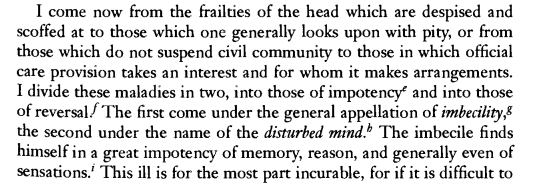 I come now from the frailties of the head which are despised and
scoffed at to those which one generally looks upon with pity, or from
those which do not suspend civil community to those in which official
care provision takes an interest and for whom it makes arrangements.
I divide these maladies in two, into those of impotencyᵉ and into those
of reversal.ᶠ The first come under the general appellation of imbecility,ᵍ
the second under the name of the disturbed mind.ʰ The imbecile finds
himself in a great impotency of memory, reason, and generally even of
sensations.ⁱ This ill is for the most part incurable, for if it is difficult to